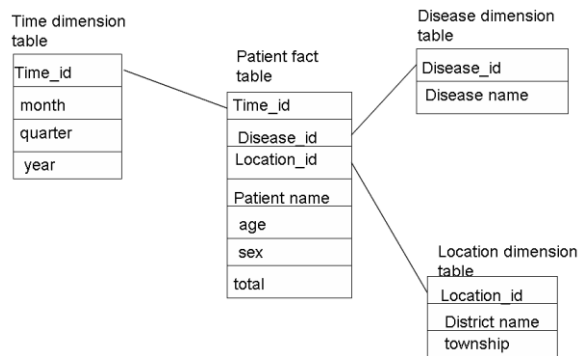 Time dimension
table
Time_id
month
quarter
year
Patient fact
table
Time_id
Disease_id
Location_id
Patient name
age
sex
total
Disease dimension
table
Disease_id
Disease name
Location dimension
table
Location_id
District name
township